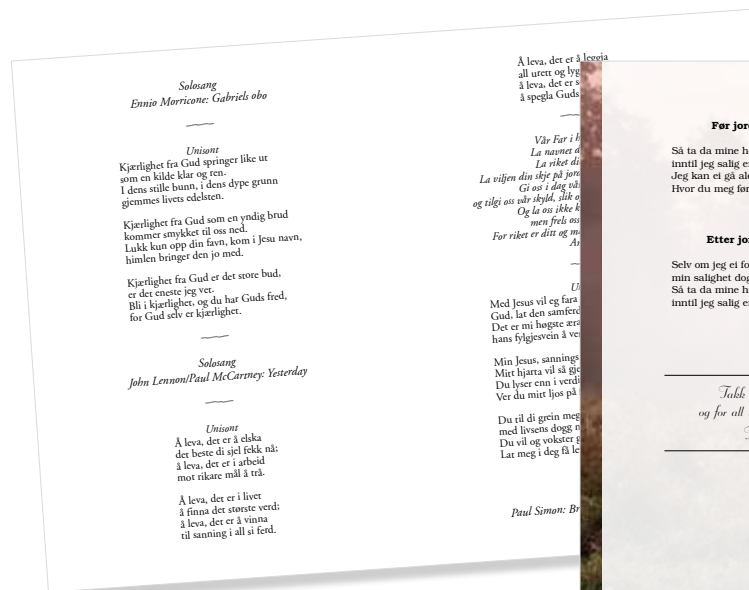 Solosang
Ennio Morricone: Gabriels obo
Unisont
Kjærlighet fra Gud springer like ut
som en kilde klar og ren.
I dens stille bunn, i dens dype grunn
gjemmes livets edelsten.
Kjærlighet fra Gud som en yndig brud
kommer smykket til oss ned.
Lukk kun opp din favn, kom i Jesu navn,
himlen bringer den jo med.
Kjærlighet fra Gud er det store bud,
er det eneste jeg vet.
Bli i kjærlighet, og du har Guds fred,
for Gud selv er kjærlighet.
Solosang
John Lennon/Paul McCartney: Yesterday
Unisont
Å leva, det er å elska
det beste di sjel fekk nå;
å leva, det er i arbeid
mot rikare mål å trå.
Å leva, det er i livet
å finna det største verd;
å leva, det er å vinna
til sanning i all si ferd.
Å leva, det er å leggja
all urett og
å leva, det er
å spegla Guds
Vår Far i
La navnet
La riket
La viljen din skje på
Gi oss i dag
og tilgi oss vår skyld, slik
Og la oss ikke
men frels oss
For riket er ditt og
Med Jesus vil eg fara
Gud, lat den
Det er mi høgste
hans fylgjesvein å
Min Jesus, sannings
Mitt hjarta vil så
Du lyser enn i
Ver du mitt ljos på
Du til di grein meg
med livsens dogg
Du vil og vokster
Lat meg i deg få
Paul Simon:
Før
Så ta da mine
inntil jeg salig
Jeg kan ei gå
Hvor du meg
Etter
Selv om jeg ei
min salighet
Så ta da mine
inntil jeg salig
Takk
og for all